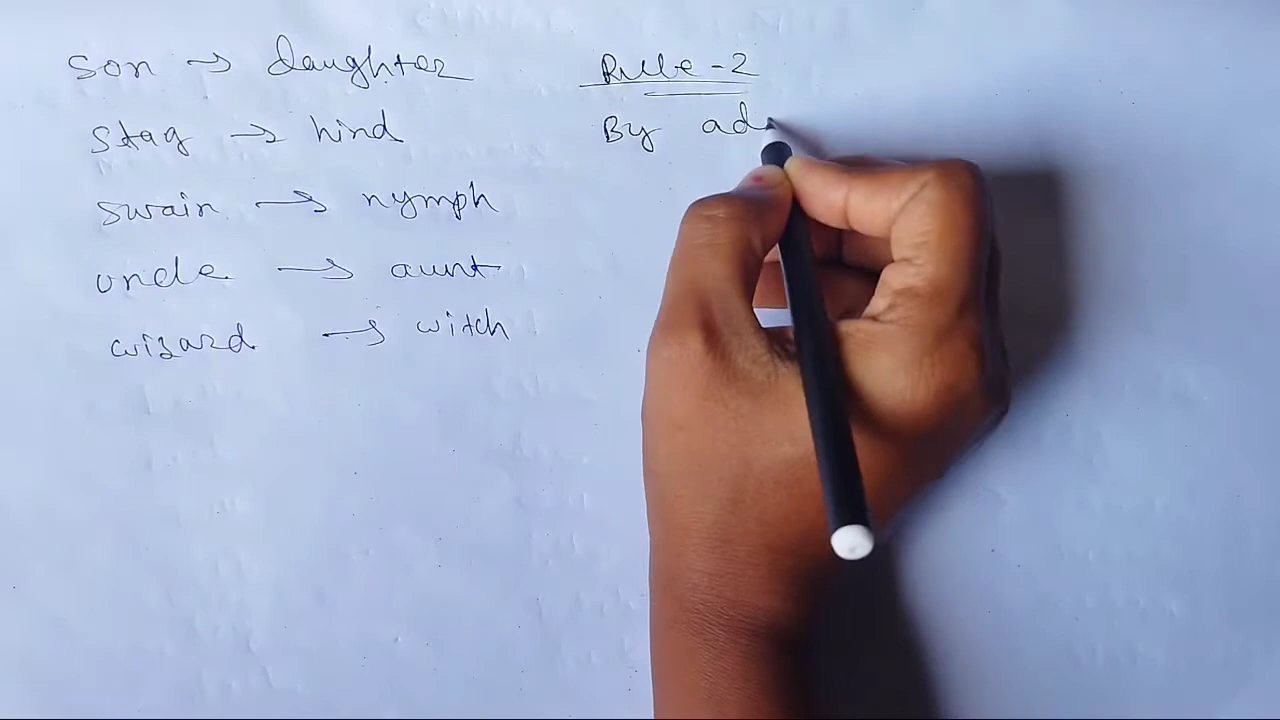 son → daughter
stag → hind
swain → nymph
uncle → aunt
wizard → witch
Rule-2
By ad